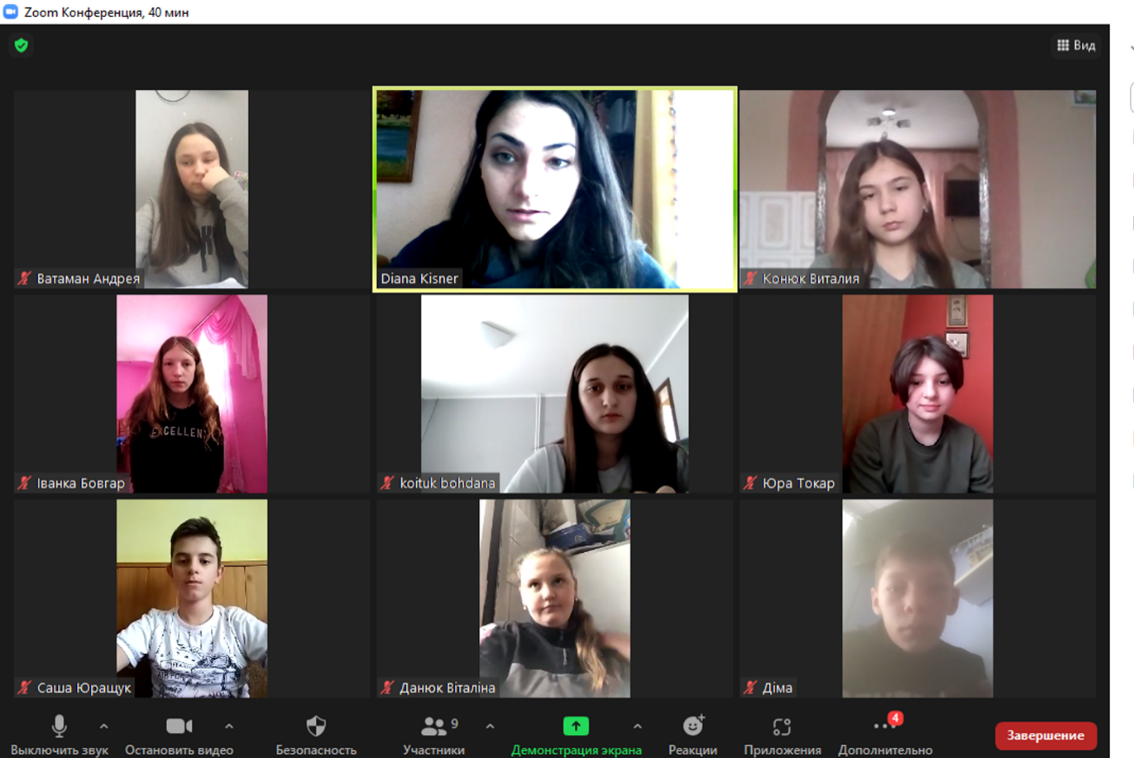 Zoom Конференция, 40 мин
Вид
Ватаман Андрея
Diana Kisner
Конюк Виталия
EXCELLEN
Іванка Бовгар
koituk bohdana
Юра Токар
Саша Юращук
Данюк Віталіна
Діма
Выключить звук
Остановить видео
Безопасность
9
Участники
Демонстрация экрана
Реакции
Приложения
4
Дополнительно
Завершение